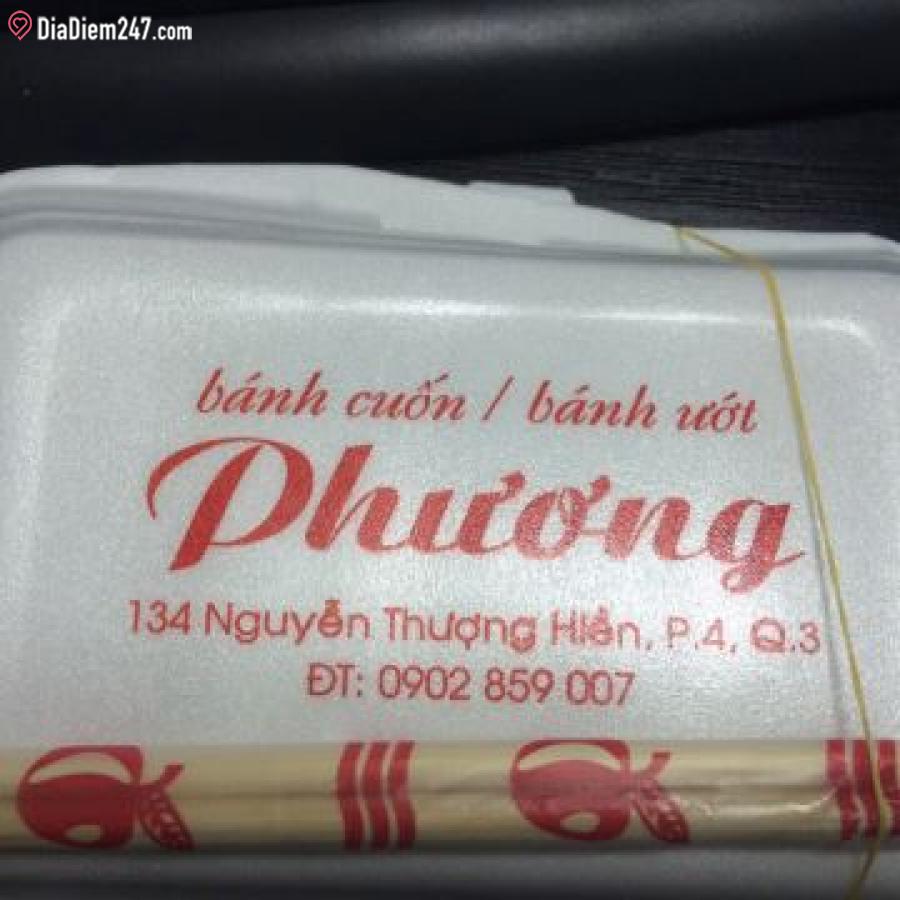 DiaDiem247.com
bánh cuốn / bánh ướt
Phương
134 Nguyễn Thượng Hiền, P.4, Q.3
ĐT: 0902 859 007